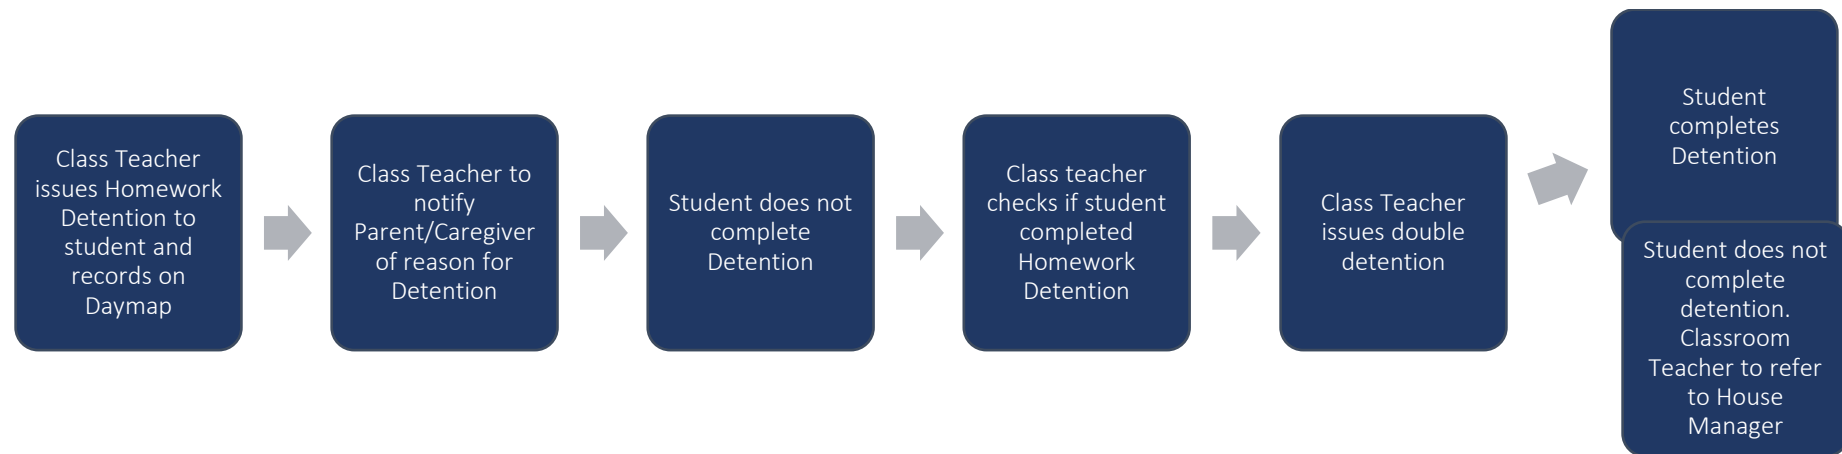 Class Teacher
issues Homework
Detention to
student and
records on
Daymap
Class Teacher to
notify
Parent/Caregiver
of reason for
Detention
Student does not
complete
Detention
Class teacher
checks if student
completed
Homework
Detention
Class Teacher
issues double
detention
Student
completes
Detention
Student does not
complete
detention.
Classroom
Teacher to refer
to House
Manager